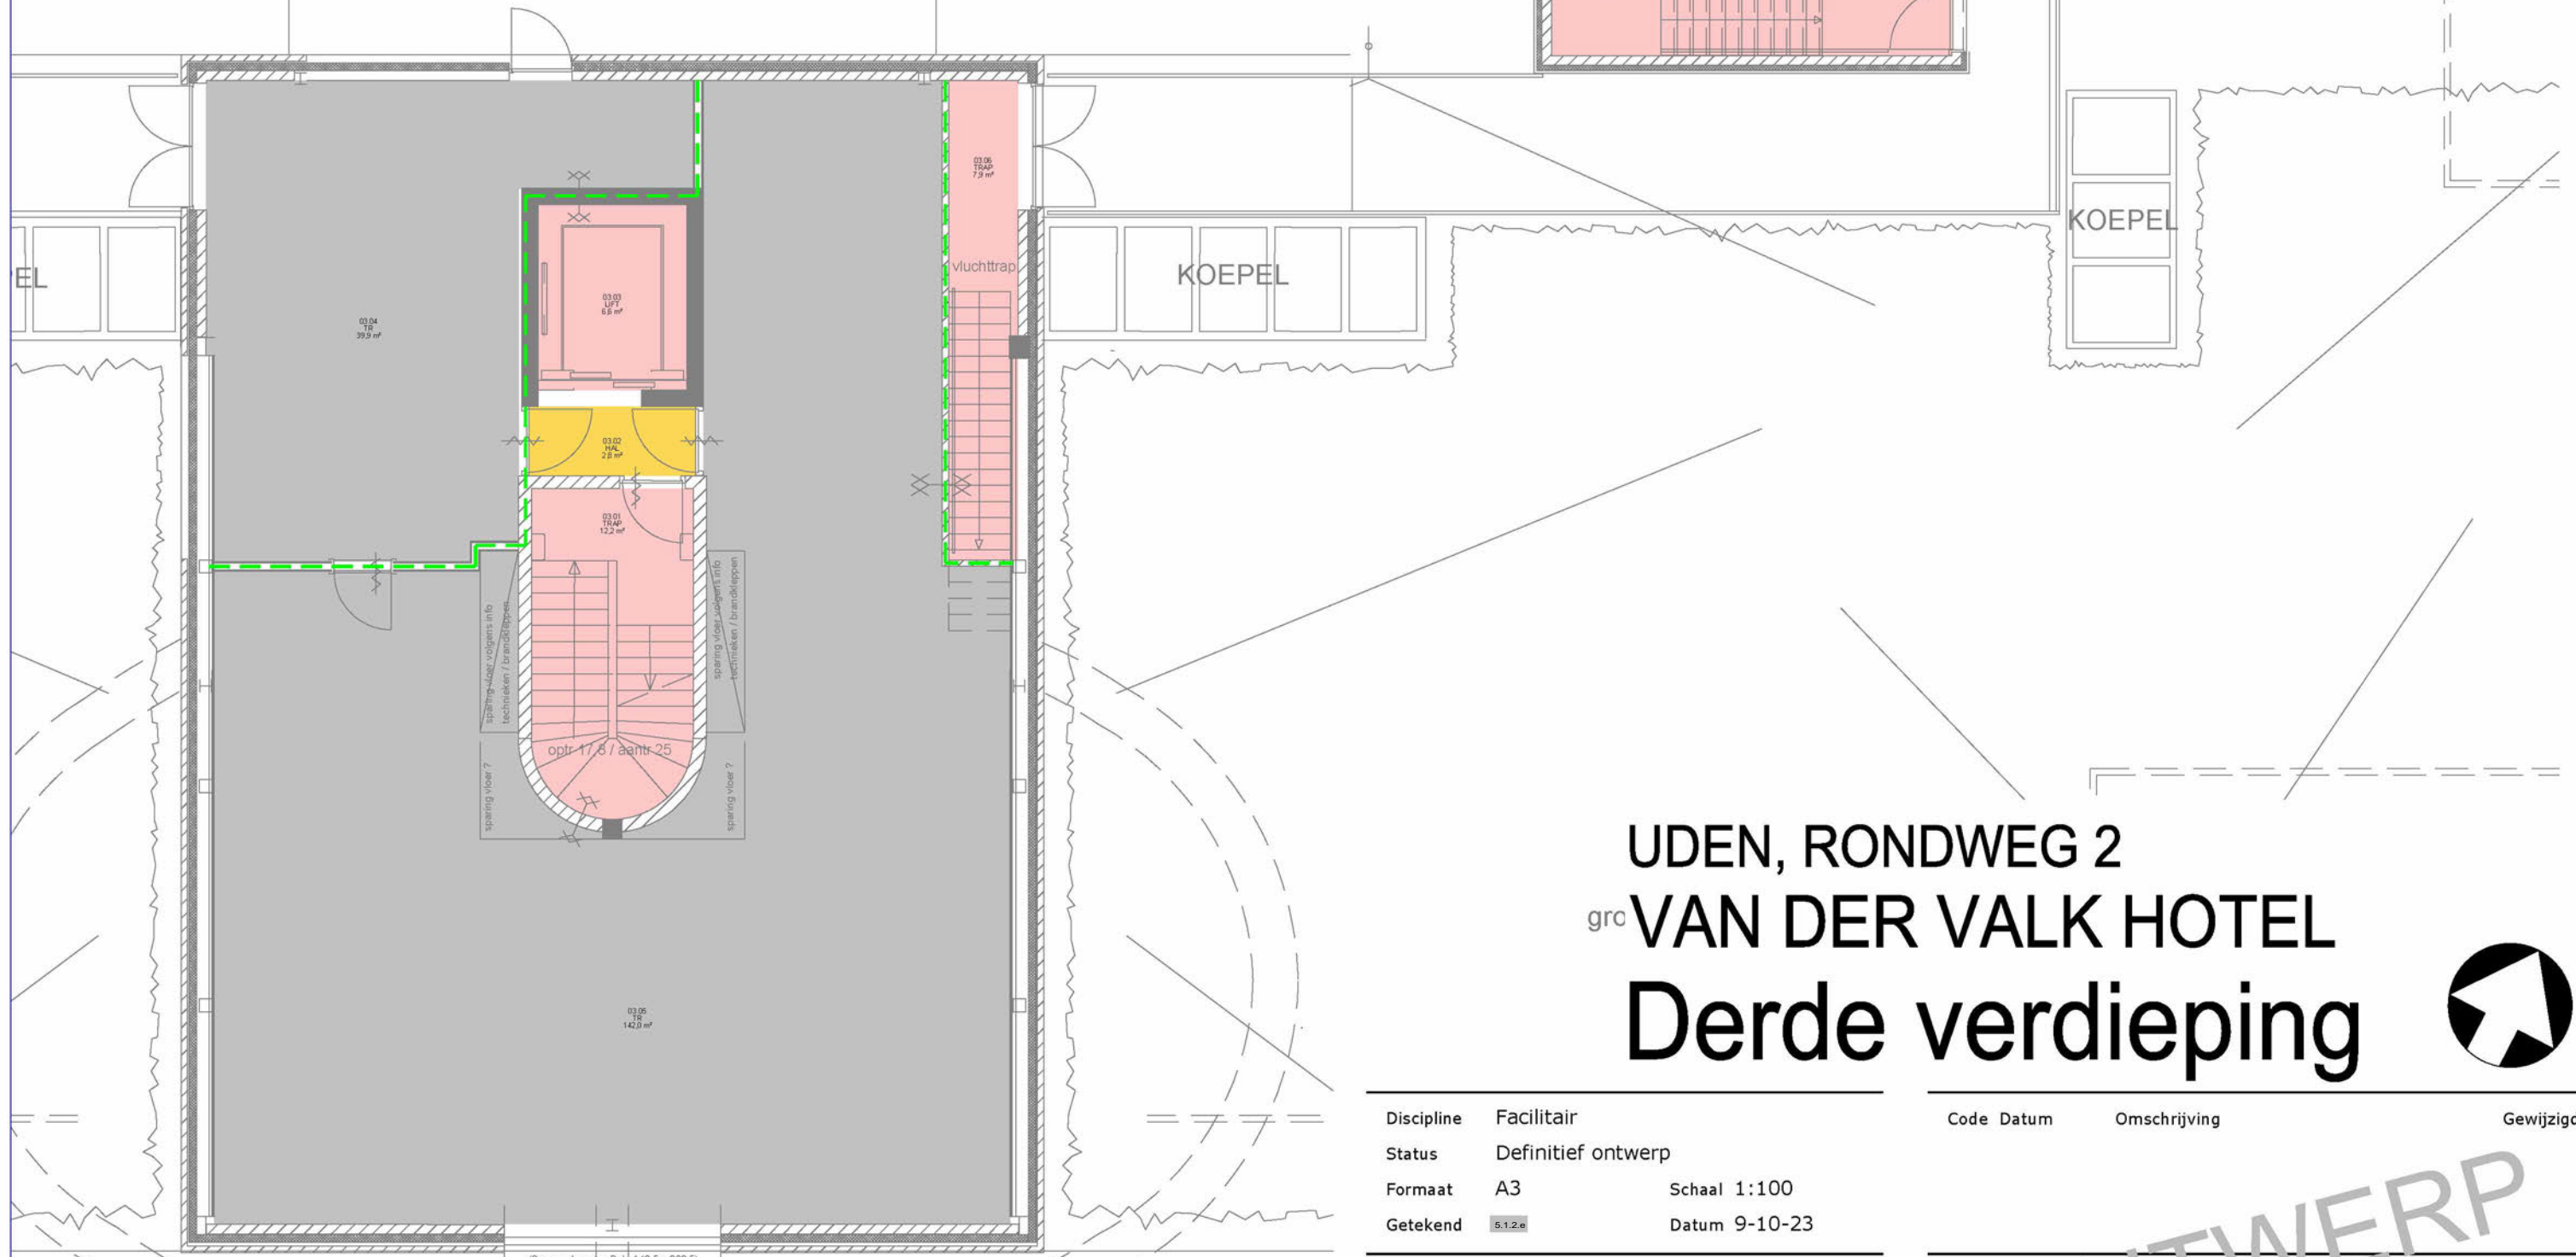 03.06
TRAP
7,9 m²
vluchttrap
KOEPEL
KOEPEL
EL
03.03
LIFT
6,6 m²
03.04
TR
39,9 m²
03.02
HAL
2,8 m²
03.01
TRAP
12,2 m²
sparing vloer volgens info
technieken / brandkleppen
sparing vloer volgens info
technieken / brandkleppen
optr 17,8 / aantr 25
sparing vloer ?
sparing vloer ?
03.05
TR
142,0 m²
UDEN, RONDWEG 2
gro
VAN DER VALK HOTEL
Derde verdieping
Discipline Facilitair
Status Definitief ontwerp
Formaat A3 Schaal 1:100
Getekend 5.1.2.e Datum 9-10-23
Code Datum Omschrijving Gewijzigd
TWERP